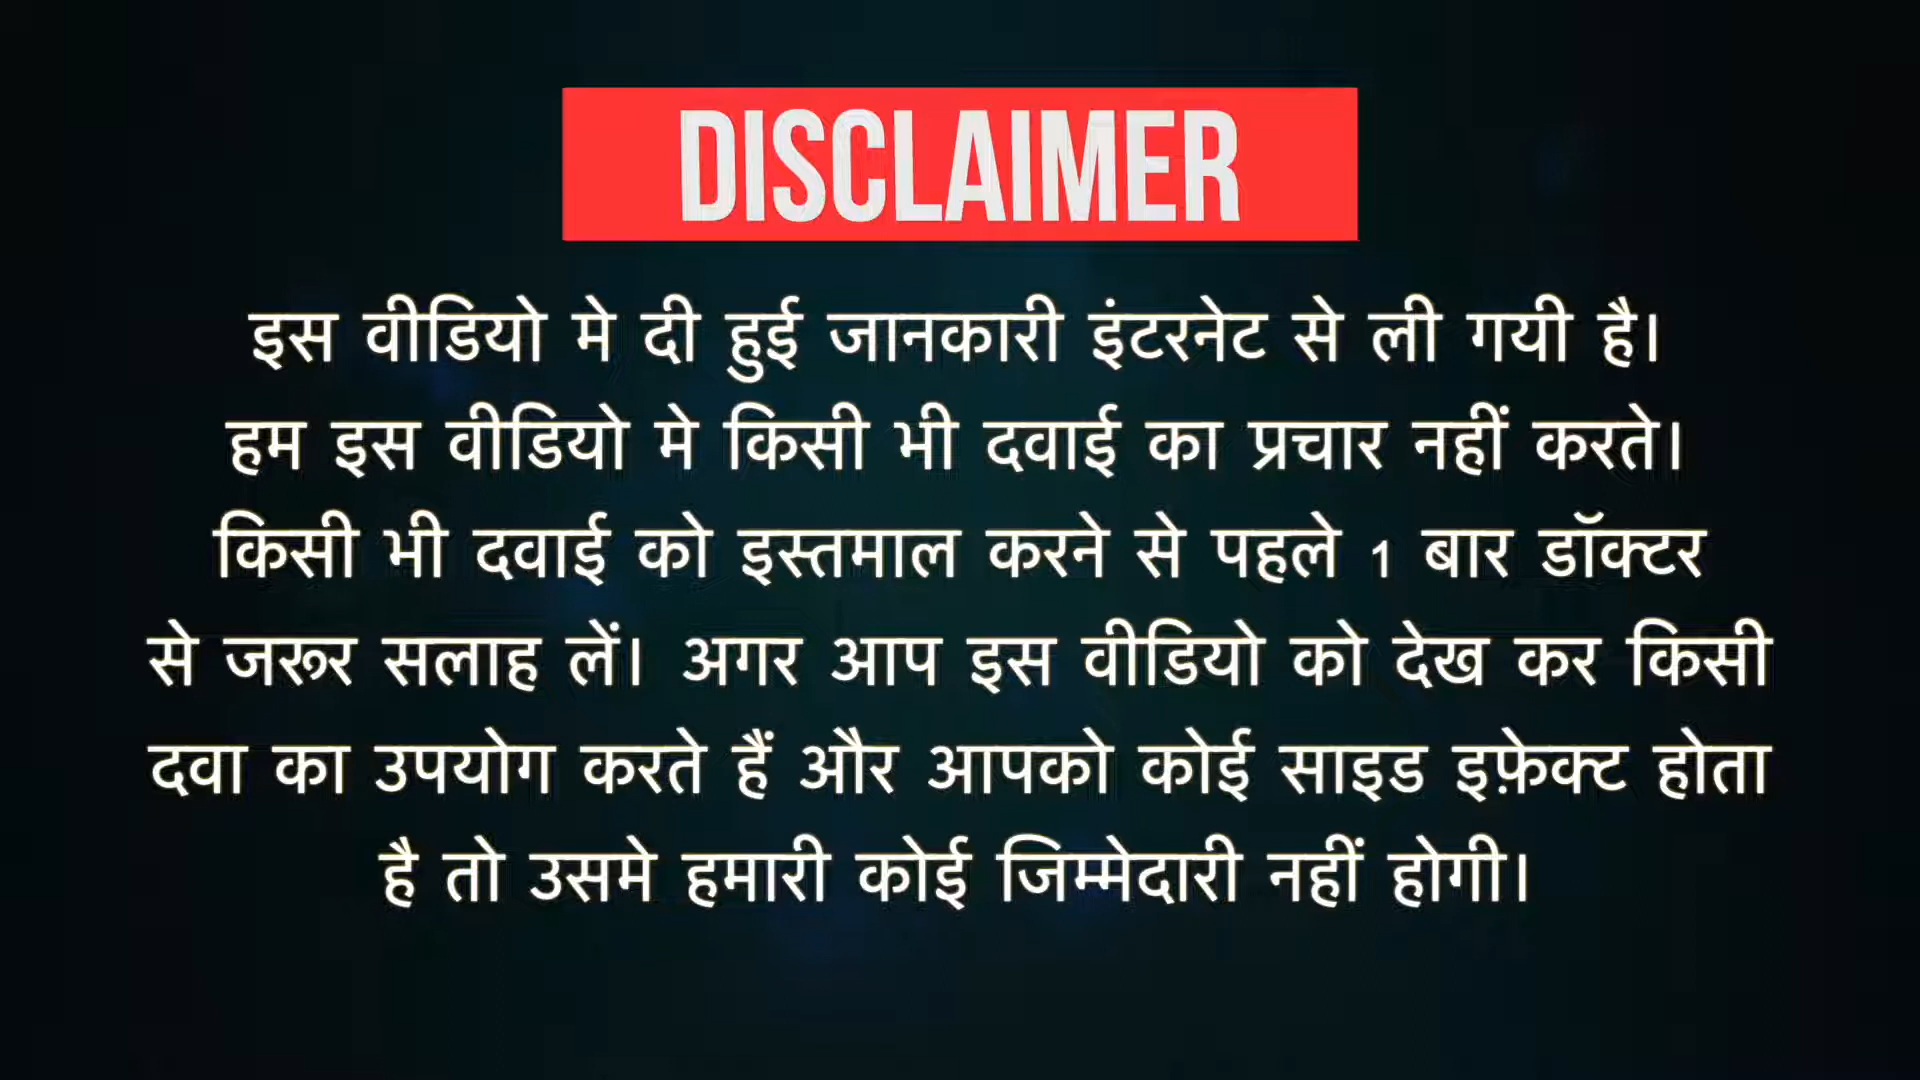 DISCLAIMER
इस वीडियो मे दी हुई जानकारी इंटरनेट से ली गयी है।
हम इस वीडियो मे किसी भी दवाई का प्रचार नहीं करते।
किसी भी दवाई को इस्तमाल करने से पहले 1 बार डॉक्टर
से जरूर सलाह लें। अगर आप इस वीडियो को देख कर किसी
दवा का उपयोग करते हैं और आपको कोई साइड इफ़ेक्ट होता
है तो उसमे हमारी कोई जिम्मेदारी नहीं होगी।